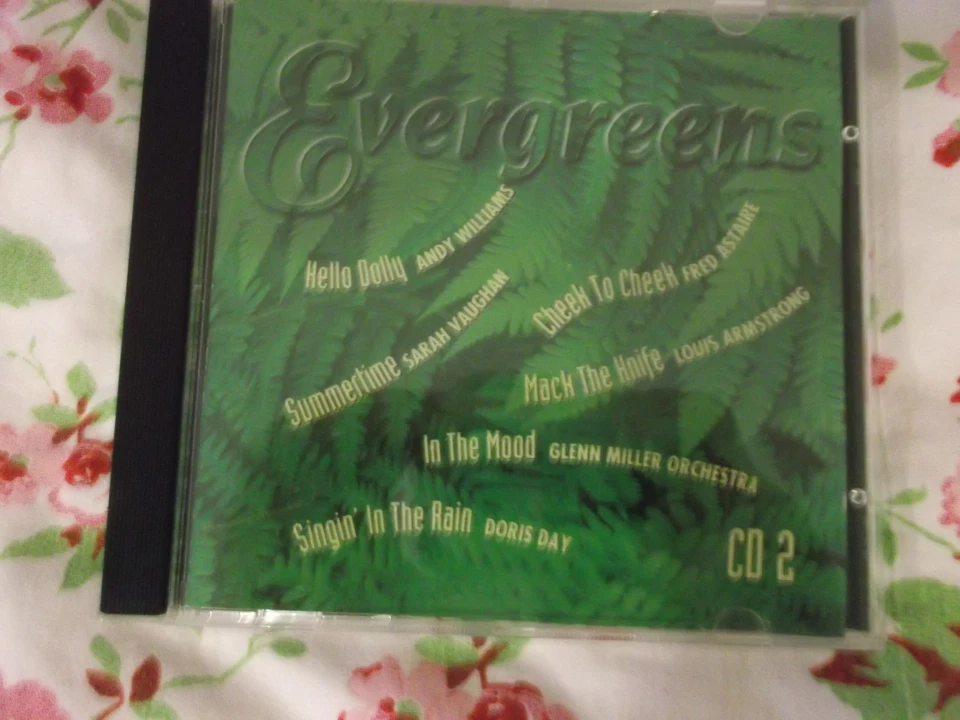 Evergreens
Hello Dolly ANDY WILLIAMS
Cheek To Cheek FRED ASTAIRE
Summertime SARAH VAUGHAN
Mack The Knife LOUIS ARMSTRONG
In The Mood GLENN MILLER ORCHESTRA
Singin' In The Rain DORIS DAY
CD 2